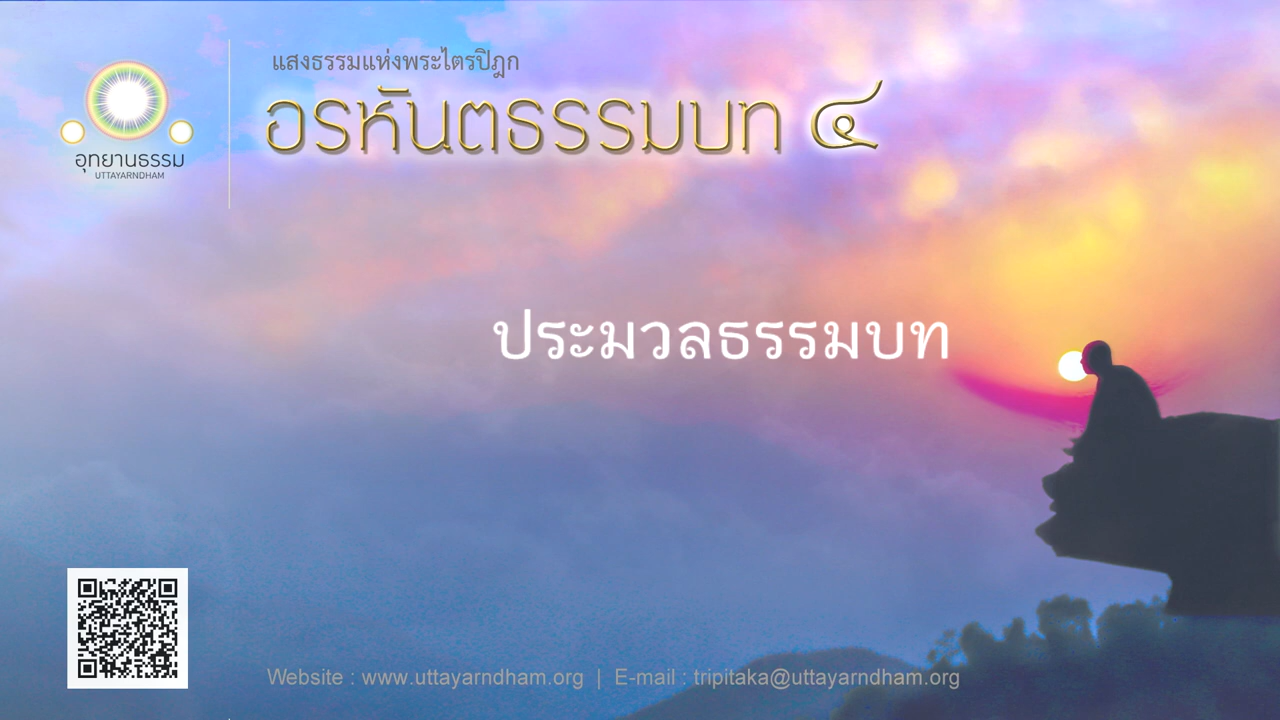 แสงธรรมแห่งพระไตรปิฎก
อรหันตธรรมบท ๔
อุทยานธรรม
UTTAYARNDHAM
ประมวลธรรมบท
Website : www.uttayarndham.org | E-mail : tripitaka@uttayarndham.org